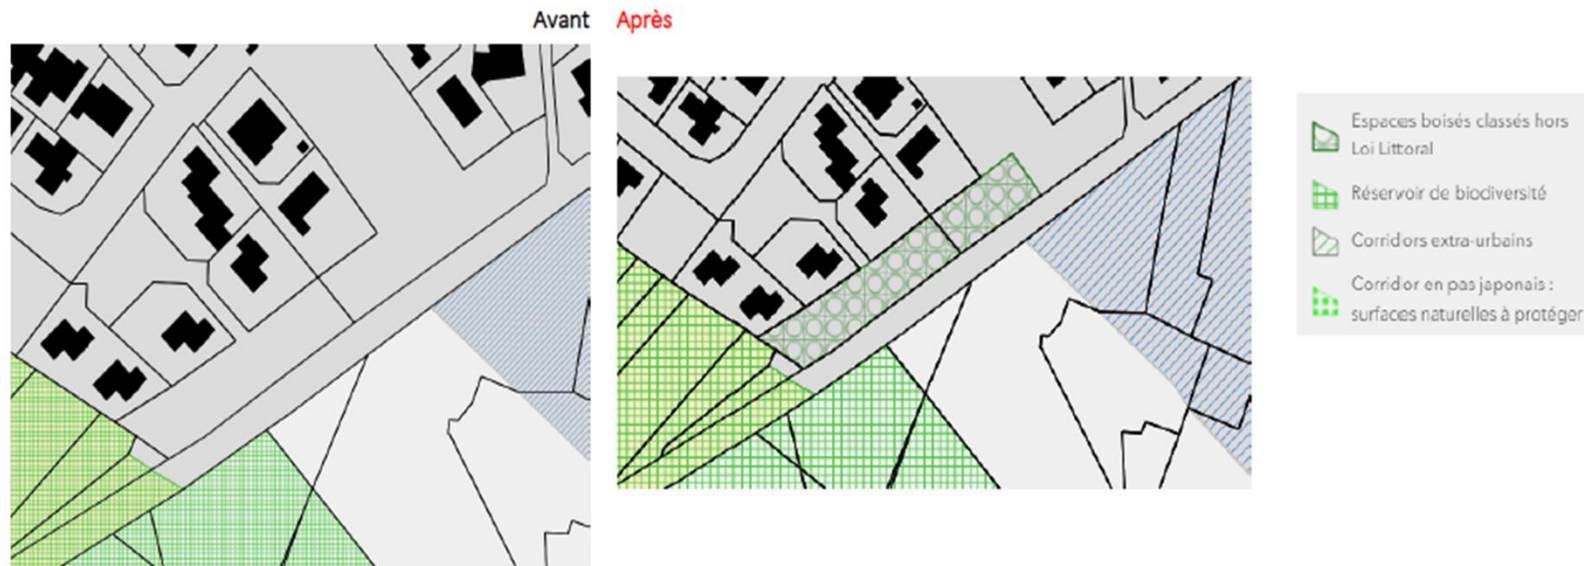 Avant
Après
Espaces boisés classés hors
Loi Littoral
Réservoir de biodiversité
Corridors extra-urbains
Corridor en pas japonais :
surfaces naturelles à protéger